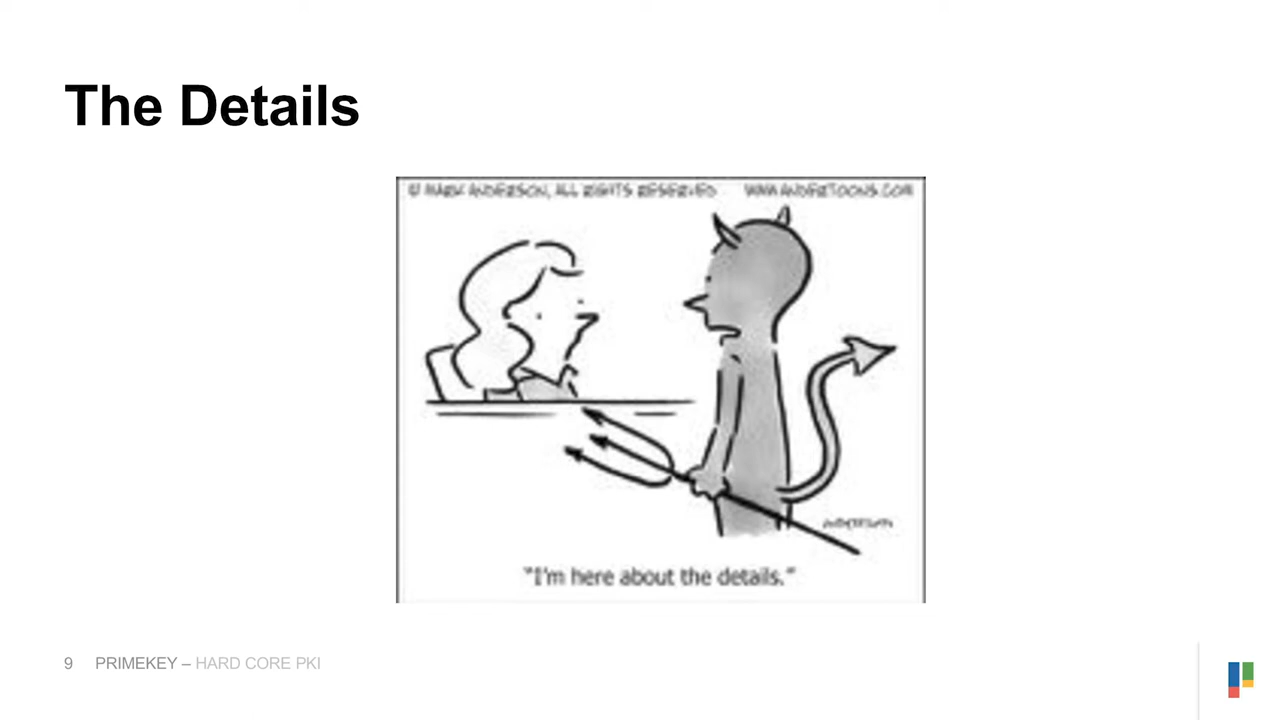 The Details
© MARK ANDERSON, ALL RIGHTS RESERVED WWW.ANDERTOONS.COM
ANDERSON
"I'm here about the details."
9 PRIMEKEY – HARD CORE PKI